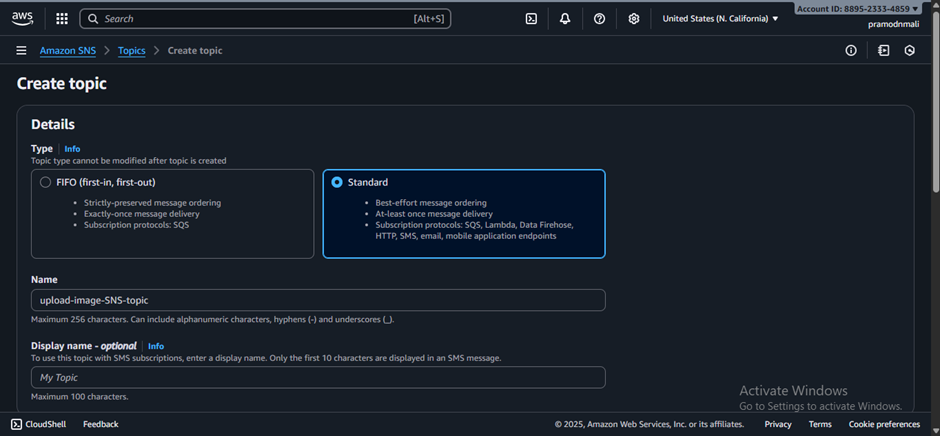 aws
Search [Alt+S]
United States (N. California) ▼
Account ID: 8895-2333-4859 ▼
pramodnmali
Amazon SNS > Topics > Create topic
Create topic
Details
Type | Info
Topic type cannot be modified after topic is created
FIFO (first-in, first-out)
• Strictly-preserved message ordering
• Exactly-once message delivery
• Subscription protocols: SQS
Standard
• Best-effort message ordering
• At-least once message delivery
• Subscription protocols: SQS, Lambda, Data Firehose,
HTTP, SMS, email, mobile application endpoints
Name
upload-image-SNS-topic
Maximum 256 characters. Can include alphanumeric characters, hyphens (-) and underscores (_).
Display name - optional | Info
To use this topic with SMS subscriptions, enter a display name. Only the first 10 characters are displayed in an SMS message.
My Topic
Maximum 100 characters.
Activate Windows
Go to Settings to activate Windows.
CloudShell Feedback © 2025, Amazon Web Services, Inc. or its affiliates. Privacy Terms Cookie preferences